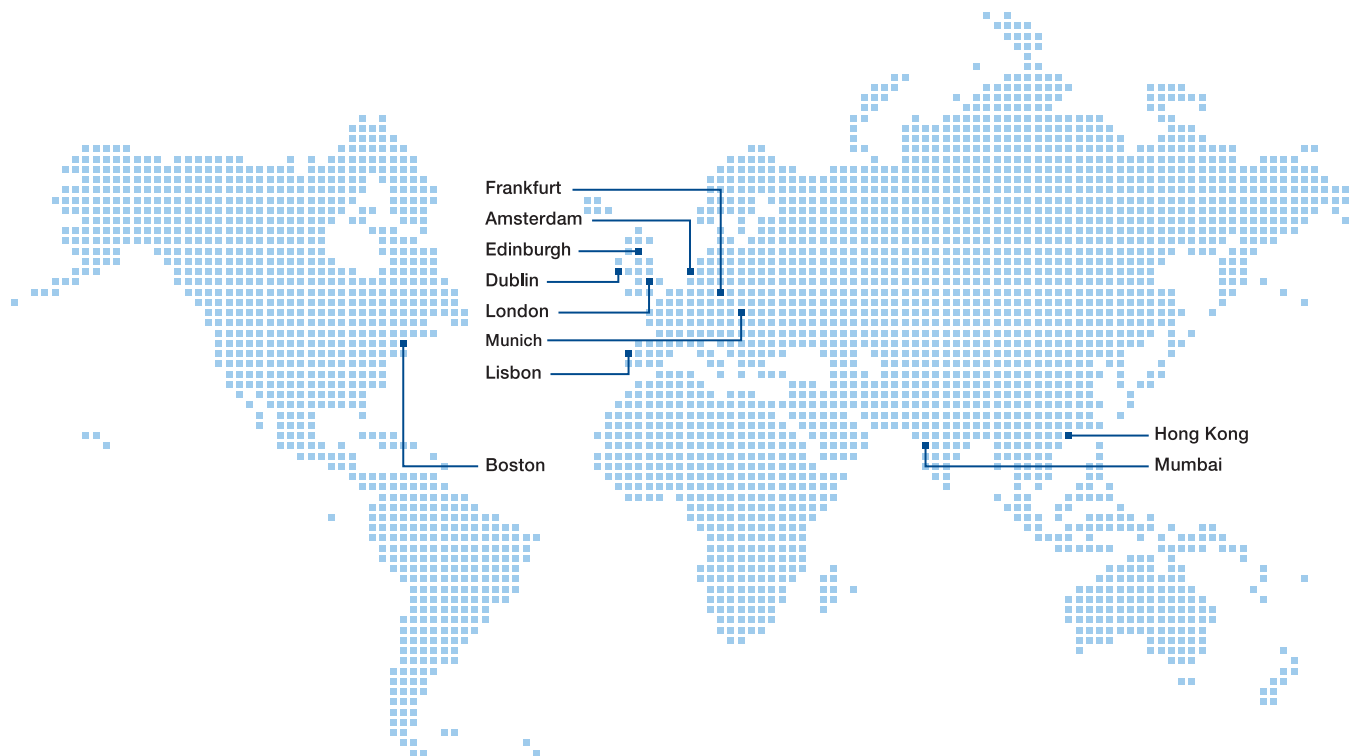 Frankfurt
Amsterdam
Edinburgh
Dublin
London
Munich
Lisbon
Boston
Hong Kong
Mumbai